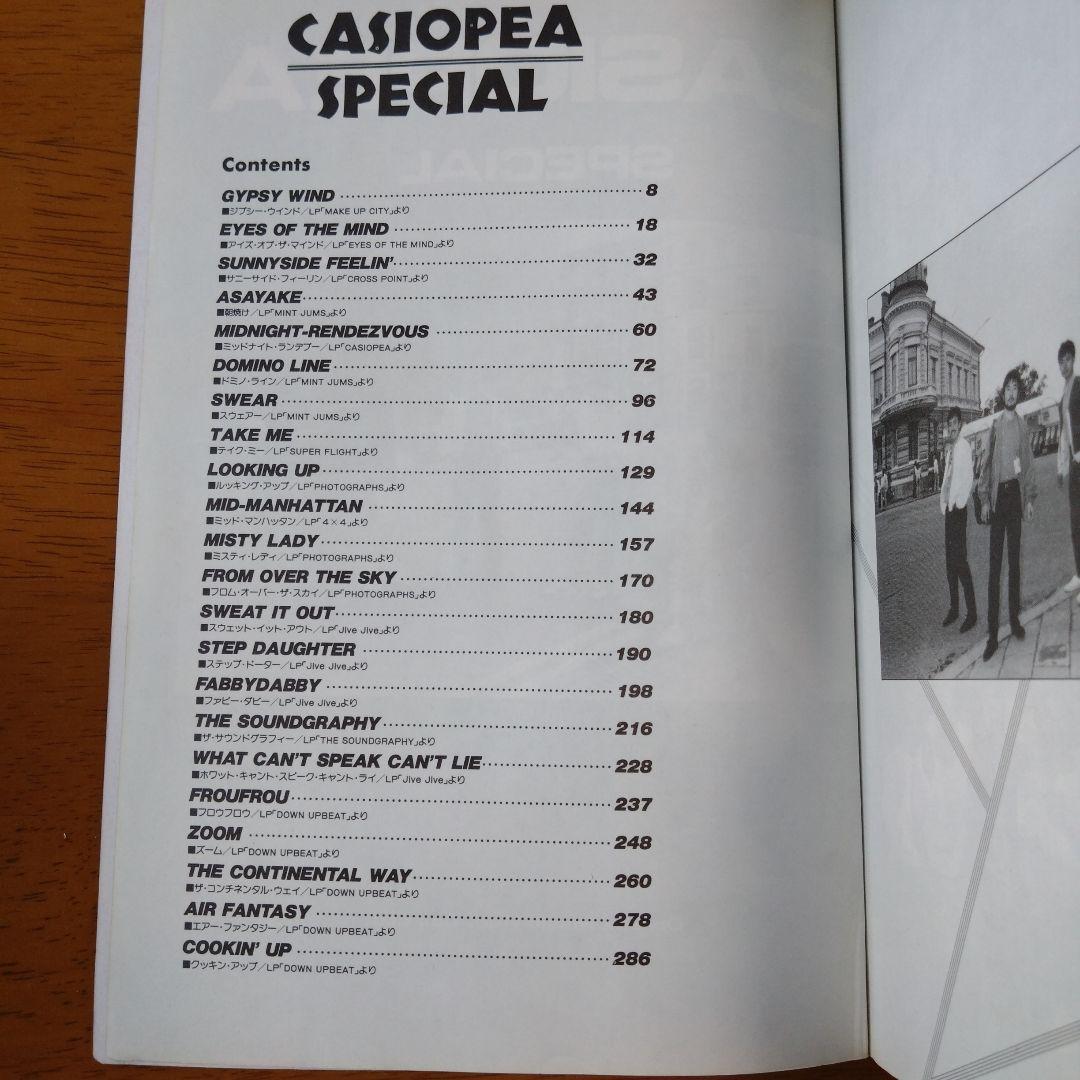 CASIOPEA
SPECIAL
Contents
GYPSY WIND 8
■ジプシー・ウインド/LP「MAKE UP CITY」より
EYES OF THE MIND 18
■アイズ・オブ・ザ・マインド/LP「EYES OF THE MIND」より
SUNNYSIDE FEELIN' 32
■サニーサイド・フィーリン/LP「CROSS POINT」より
ASAYAKE 43
■朝焼け/LP「MINT JUMS」より
MIDNIGHT-RENDEZVOUS 60
■ミッドナイト・ランデブー/LP「CASIOPEA」より
DOMINO LINE 72
■ドミノ・ライン/LP「MINT JUMS」より
SWEAR 96
■スウェアー/LP「MINT JUMS」より
TAKE ME 114
■テイク・ミー/LP「SUPER FLIGHT」より
LOOKING UP 129
■ルッキング・アップ/LP「PHOTOGRAPHS」より
MID-MANHATTAN 144
■ミッド・マンハッタン/LP「4×4」より
MISTY LADY 157
■ミスティ・レディ/LP「PHOTOGRAPHS」より
FROM OVER THE SKY 170
■フロム・オーバー・ザ・スカイ/LP「PHOTOGRAPHS」より
SWEAT IT OUT 180
■スウェット・イット・アウト/LP「Jive Jive」より
STEP DAUGHTER 190
■ステップ・ドーター/LP「Jive Jive」より
FABBYDABBY 198
■ファビー・ダビー/LP「Jive Jive」より
THE SOUNDGRAPHY 216
■ザ・サウンドグラフィー/LP「THE SOUNDGRAPHY」より
WHAT CAN'T SPEAK CAN'T LIE 228
■ホワット・キャント・スピーク・キャント・ライ/LP「Jive Jive」より
FROUFROU 237
■フロウフロウ/LP「DOWN UPBEAT」より
ZOOM 248
■ズーム/LP「DOWN UPBEAT」より
THE CONTINENTAL WAY 260
■ザ・コンチネンタル・ウェイ/LP「DOWN UPBEAT」より
AIR FANTASY 278
■エアー・ファンタジー/LP「DOWN UPBEAT」より
COOKIN' UP 286
■クッキン・アップ/LP「DOWN UPBEAT」より